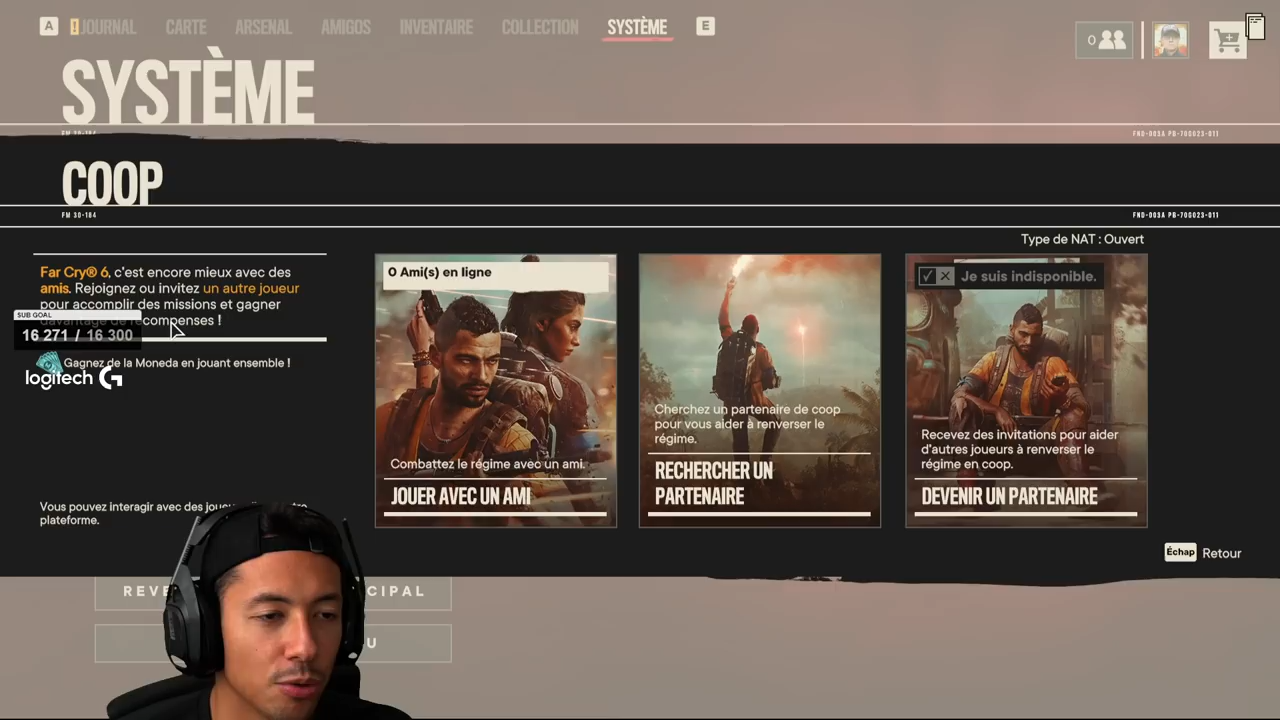 A
! JOURNAL
CARTE
ARSENAL
AMIGOS
INVENTAIRE
COLLECTION
SYSTÈME
E
0
SYSTÈME
FND-003A PB-700023-011
COOP
FM 30-184
FND-003A PB-700023-011
Type de NAT : Ouvert
Far Cry® 6, c'est encore mieux avec des
amis. Rejoignez ou invitez un autre joueur
pour accomplir des missions et gagner
davantage de récompenses !
SUB GOAL
16 271 / 16 300
Gagnez de la Moneda en jouant ensemble !
logitech G
Vous pouvez interagir avec des
plateforme.
0 Ami(s) en ligne
Combattez le régime avec un ami.
JOUER AVEC UN AMI
Cherchez un partenaire de coop
pour vous aider à renverser le
régime.
RECHERCHER UN
PARTENAIRE
Je suis indisponible.
Recevez des invitations pour aider
d'autres joueurs à renverser le
régime en coop.
DEVENIR UN PARTENAIRE
Échap Retour